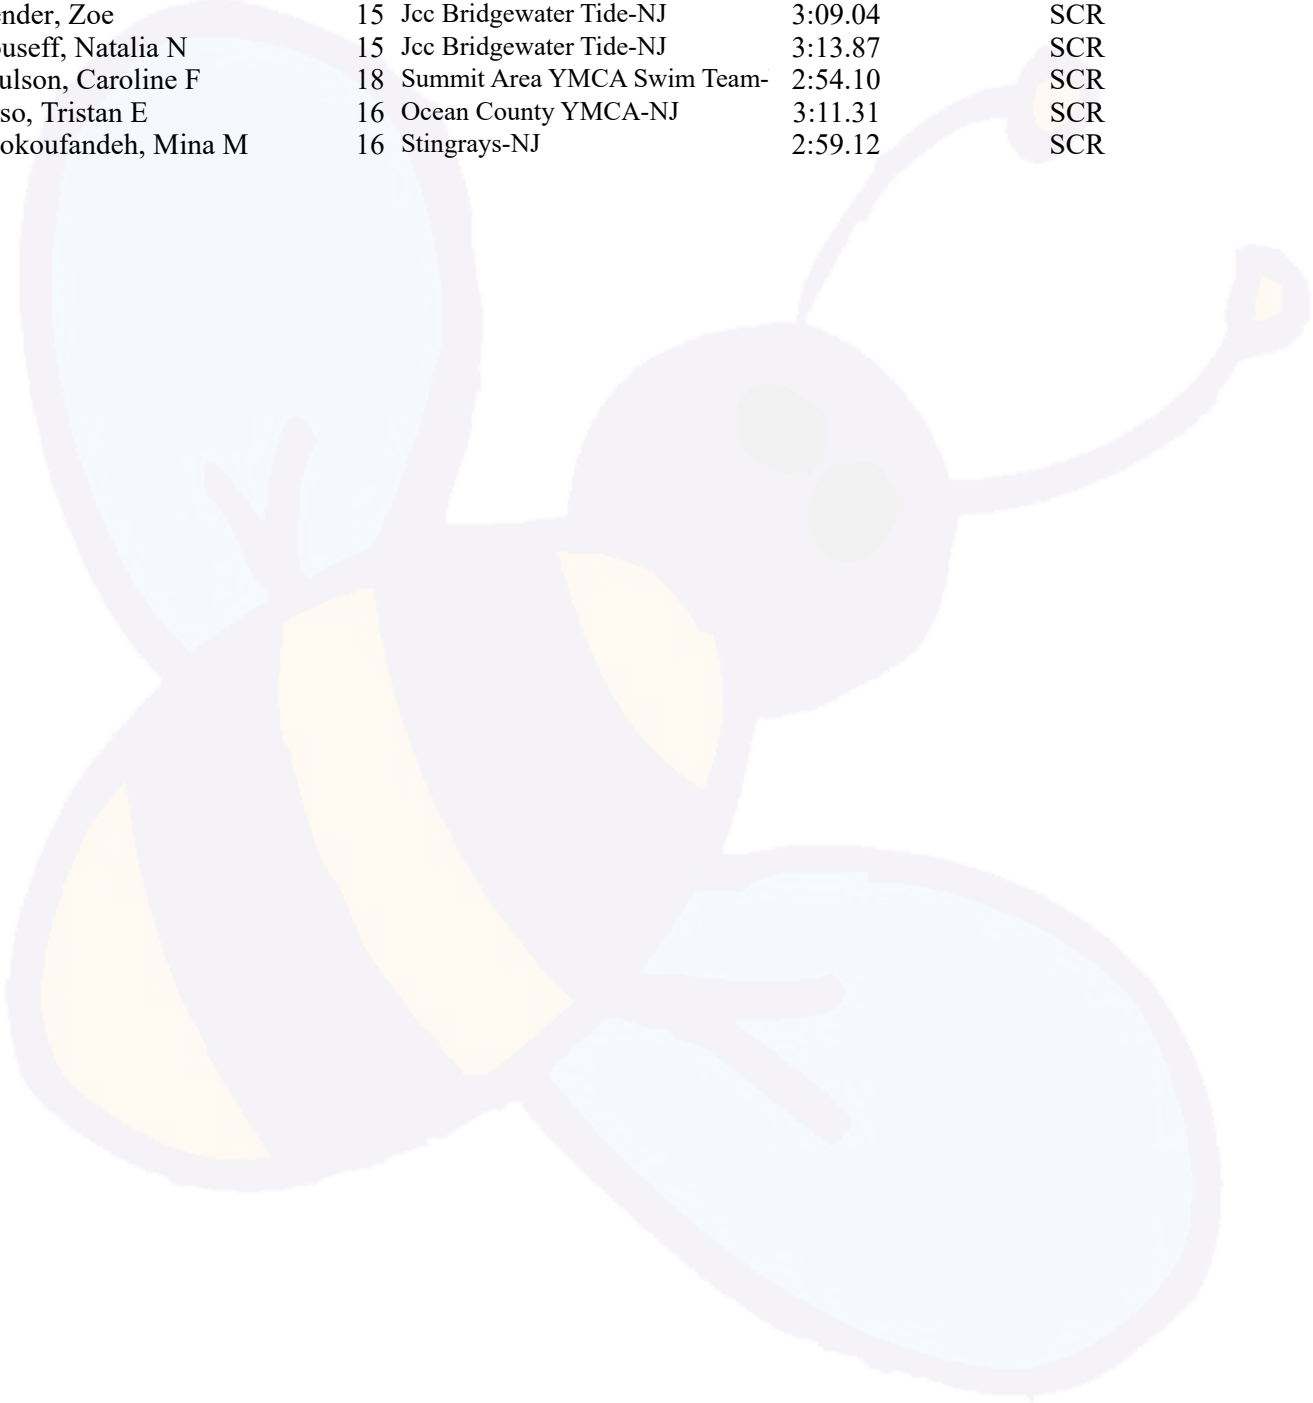 ender, Zoe 15 Jcc Bridgewater Tide-NJ 3:09.04 SCR
ouseff, Natalia N 15 Jcc Bridgewater Tide-NJ 3:13.87 SCR
ulson, Caroline F 18 Summit Area YMCA Swim Team- 2:54.10 SCR
so, Tristan E 16 Ocean County YMCA-NJ 3:11.31 SCR
okoufandeh, Mina M 16 Stingrays-NJ 2:59.12 SCR